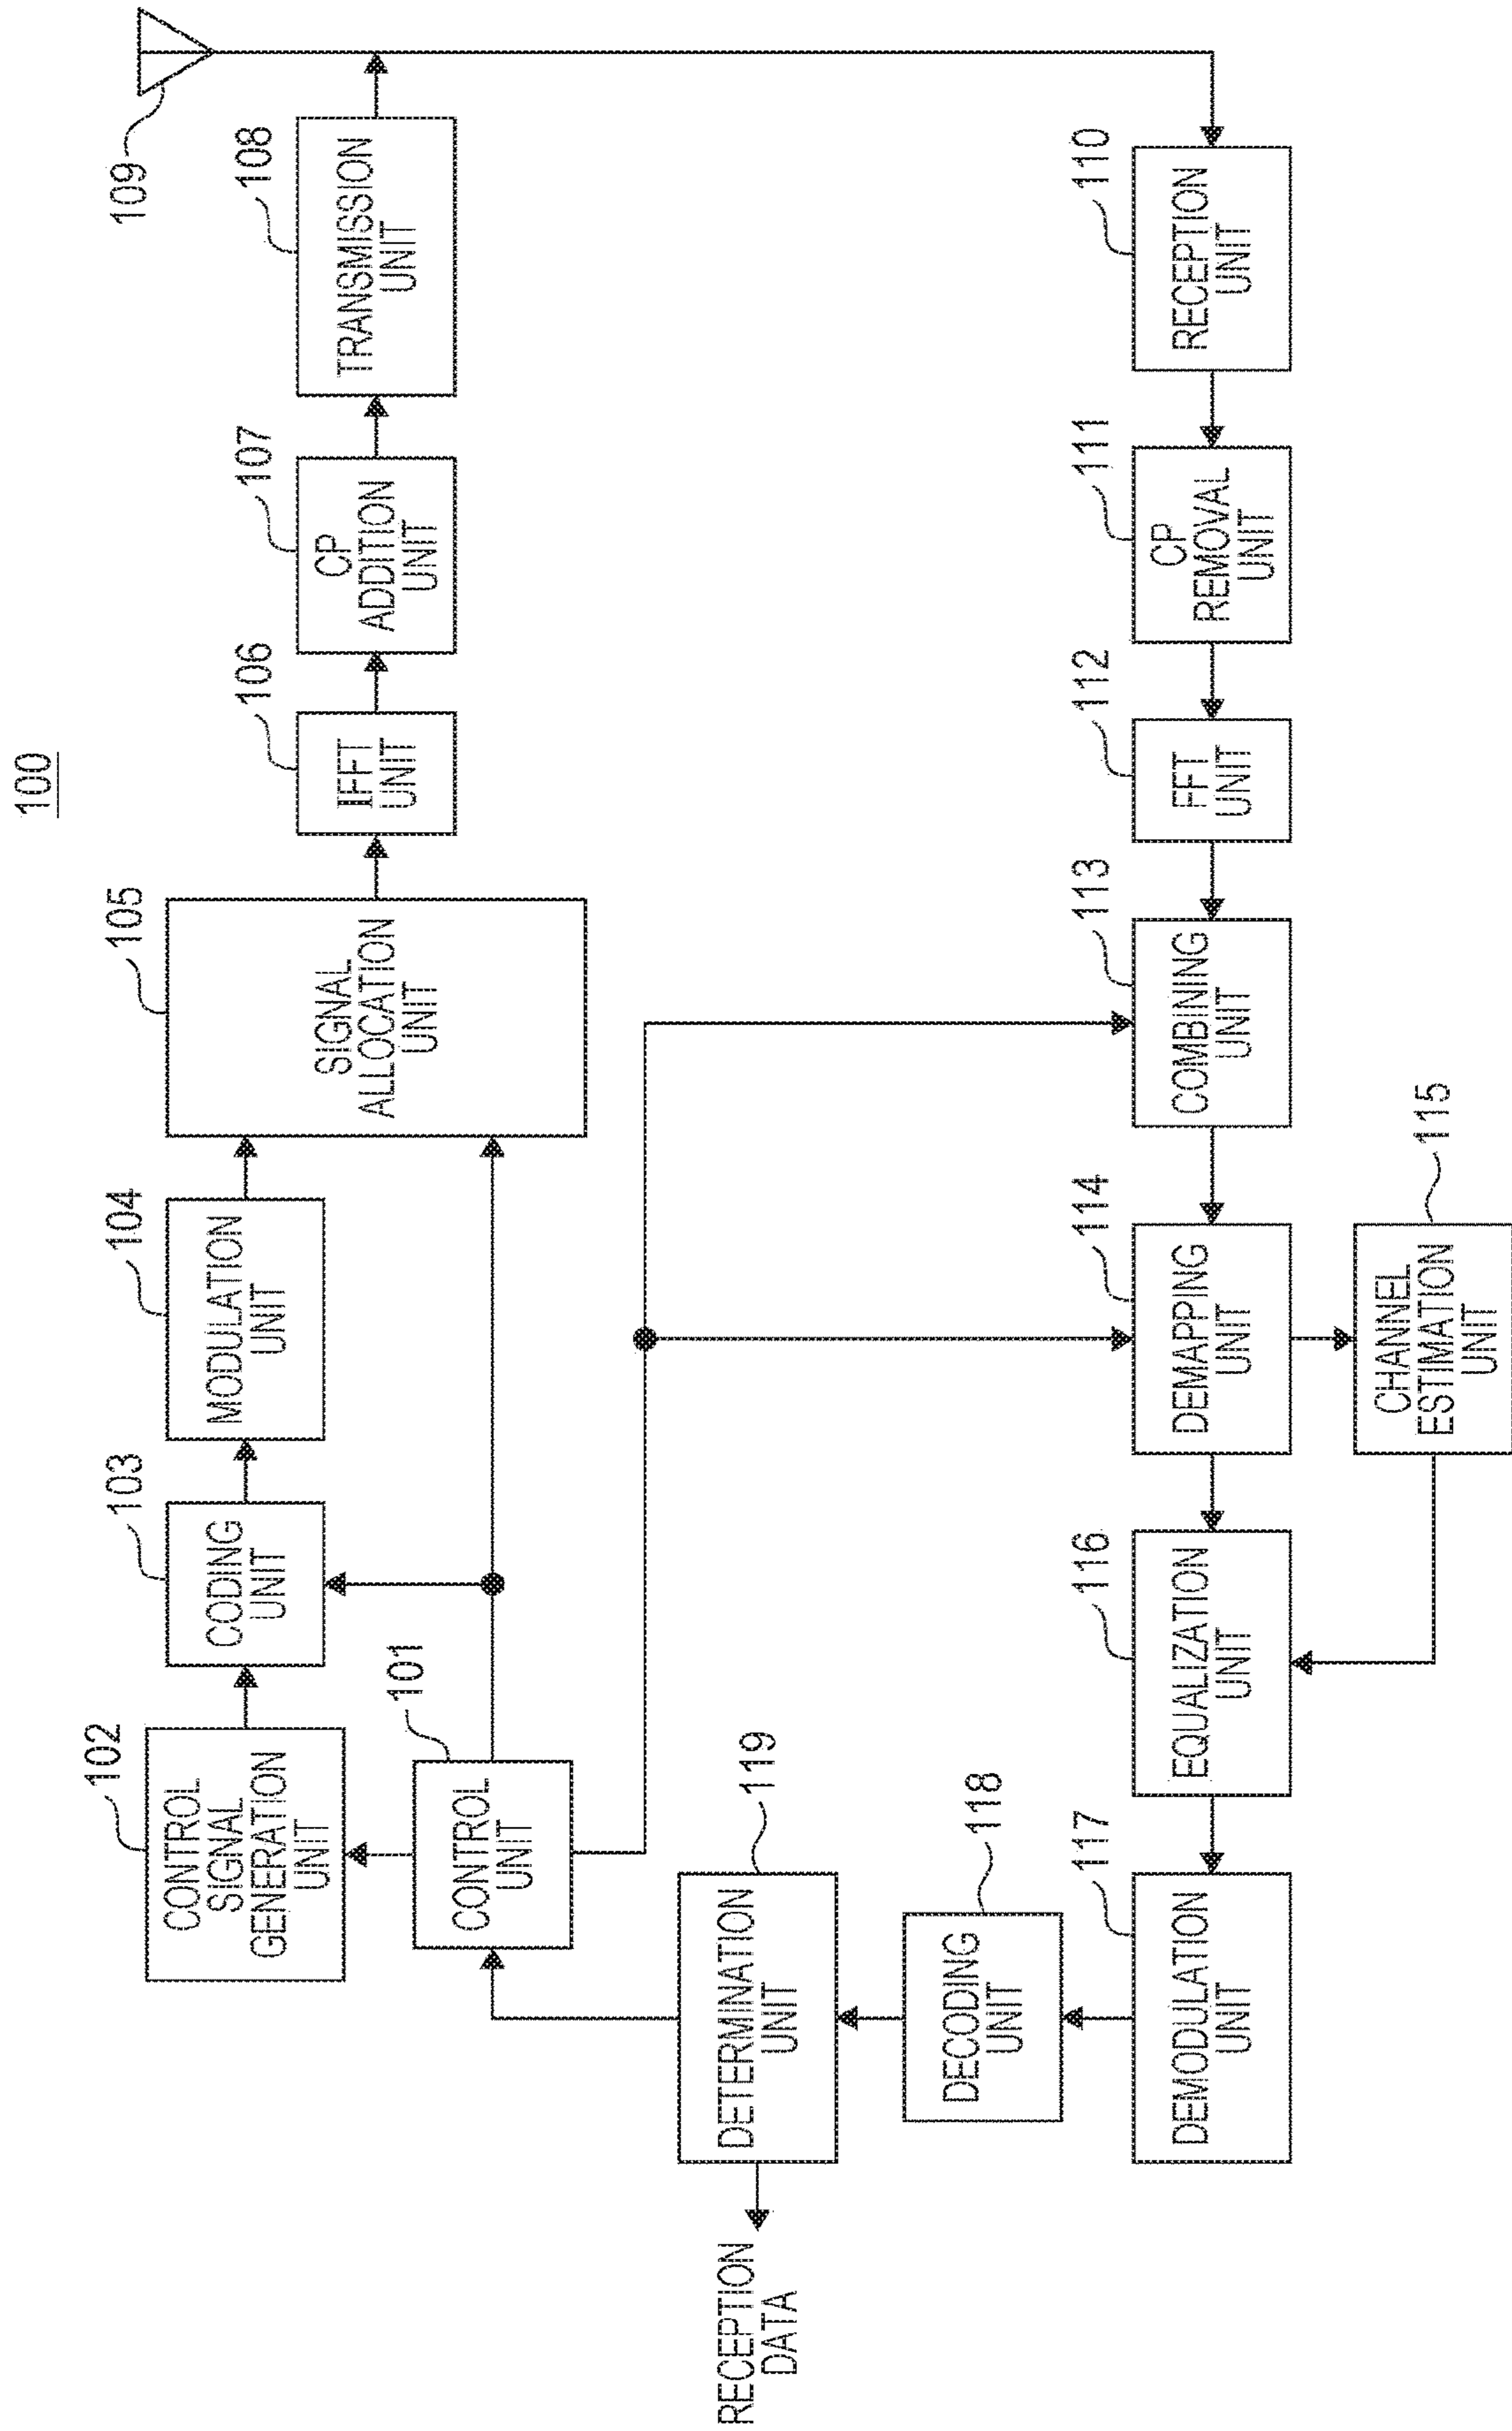 100
102
CONTROL
SIGNAL
GENERATION
UNIT
103
CODING
UNIT
104
MODULATION
UNIT
105
SIGNAL
ALLOCATION
UNIT
106
IFFT
UNIT
107
CP
ADDITION
UNIT
108
TRANSMISSION
UNIT
109
101
CONTROL
UNIT
119
DETERMINATION
UNIT
RECEPTION
DATA
118
DECODING
UNIT
117
DEMODULATION
UNIT
116
EQUALIZATION
UNIT
114
DEMAPPING
UNIT
113
COMBINING
UNIT
112
FFT
UNIT
111
CP
REMOVAL
UNIT
110
RECEPTION
UNIT
115
CHANNEL
ESTIMATION
UNIT